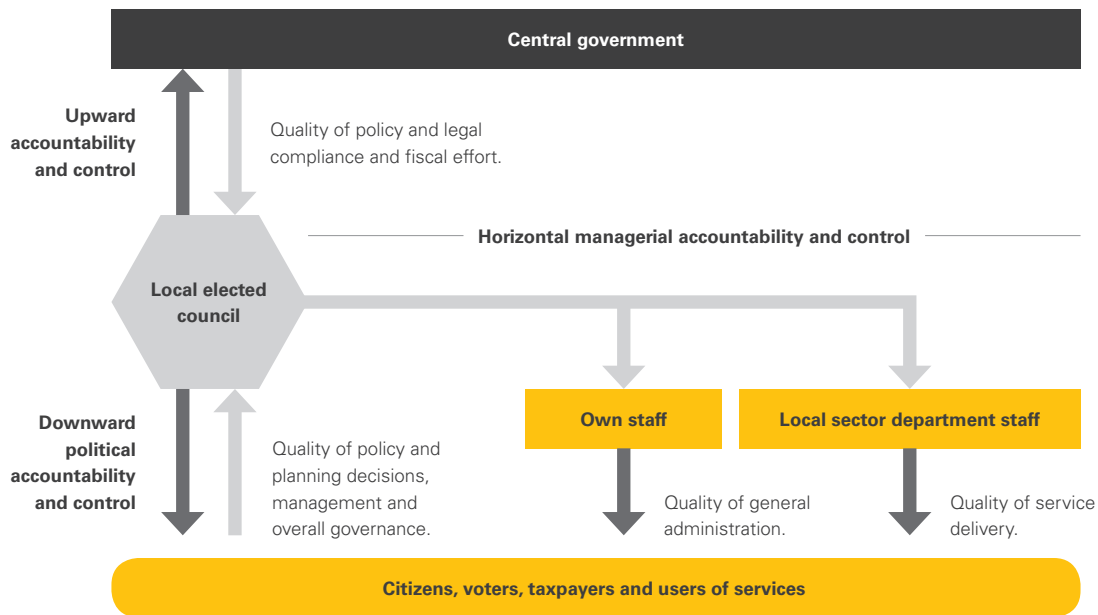 Central government
Upward
accountability
and control
Quality of policy and legal
compliance and fiscal effort.
Horizontal managerial accountability and control
Local elected
council
Own staff
Local sector department staff
Downward
political
accountability
and control
Quality of policy and
planning decisions,
management and
overall governance.
Quality of general
administration.
Quality of service
delivery.
Citizens, voters, taxpayers and users of services